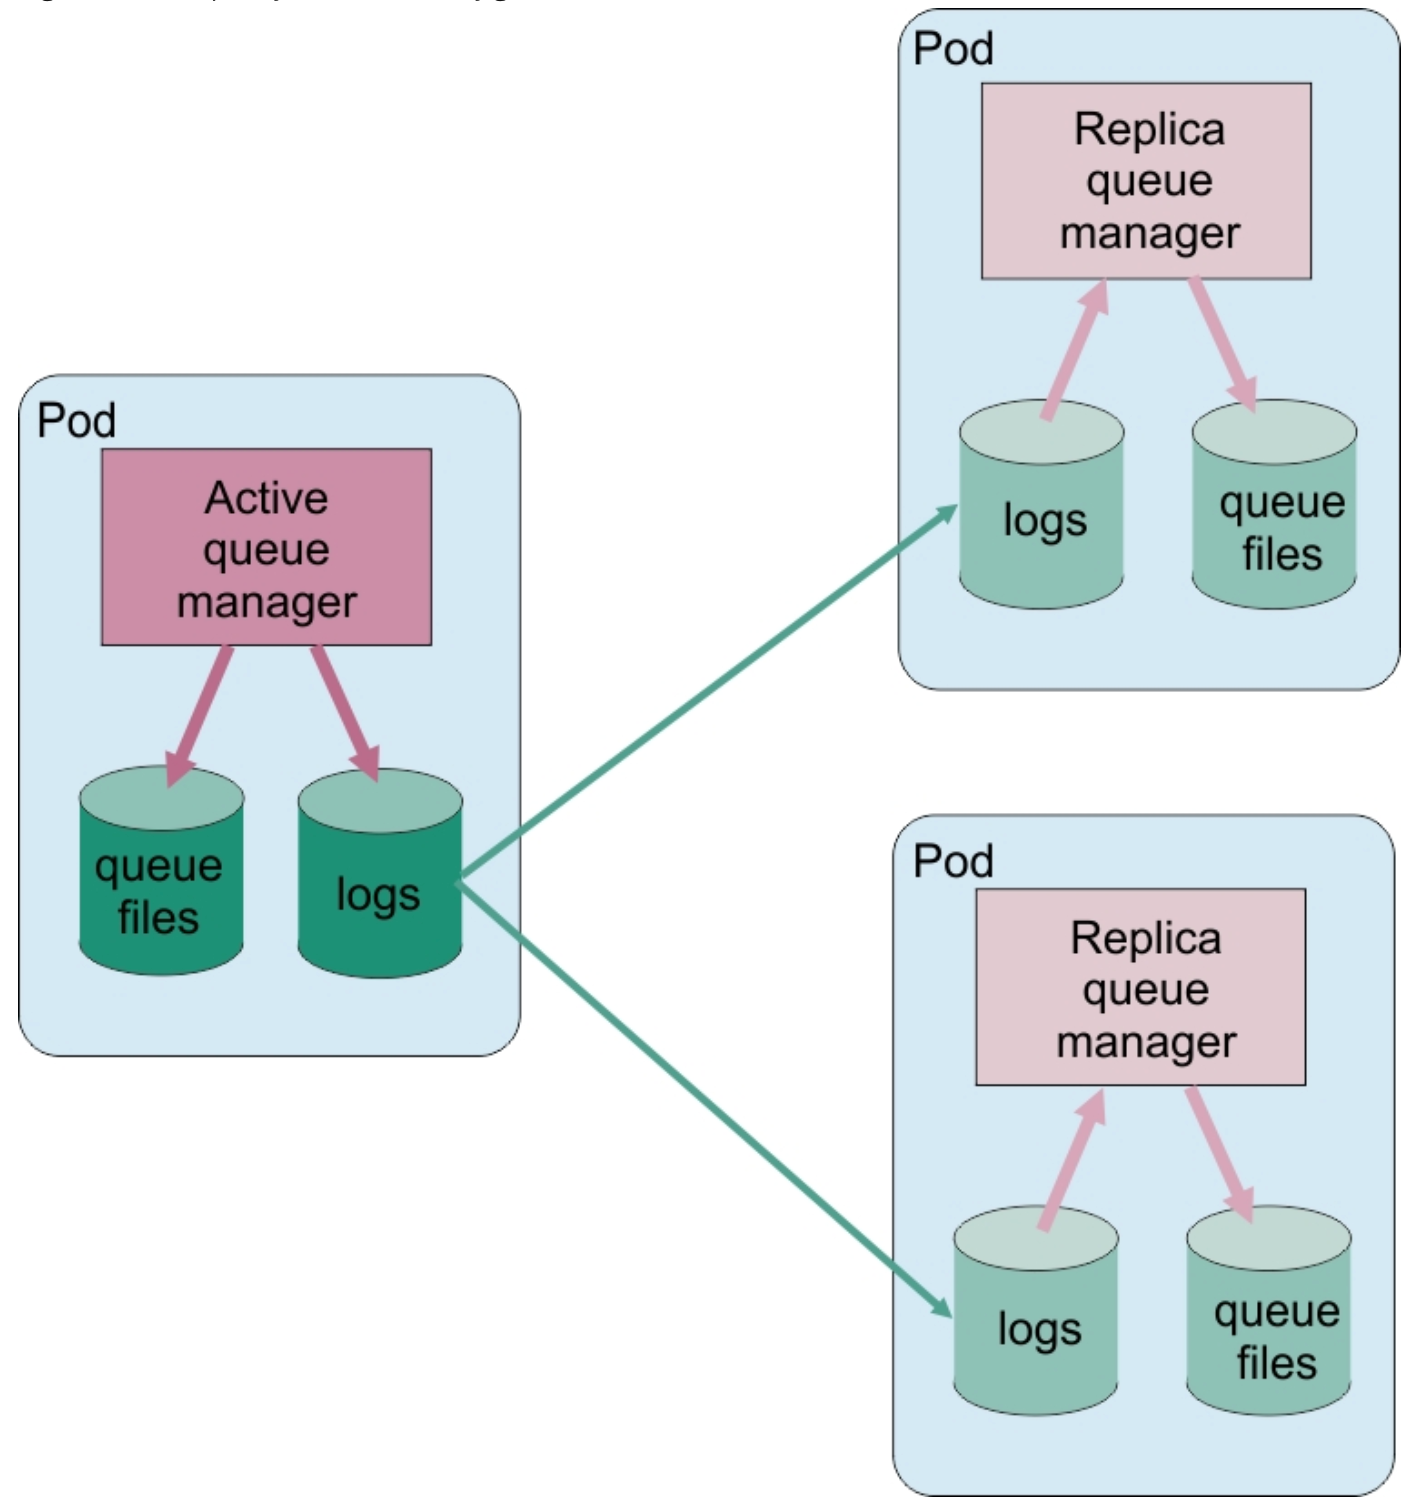 Pod
Replica
queue
manager
logs
queue
files
Pod
Active
queue
manager
queue
files
logs
Pod
Replica
queue
manager
logs
queue
files